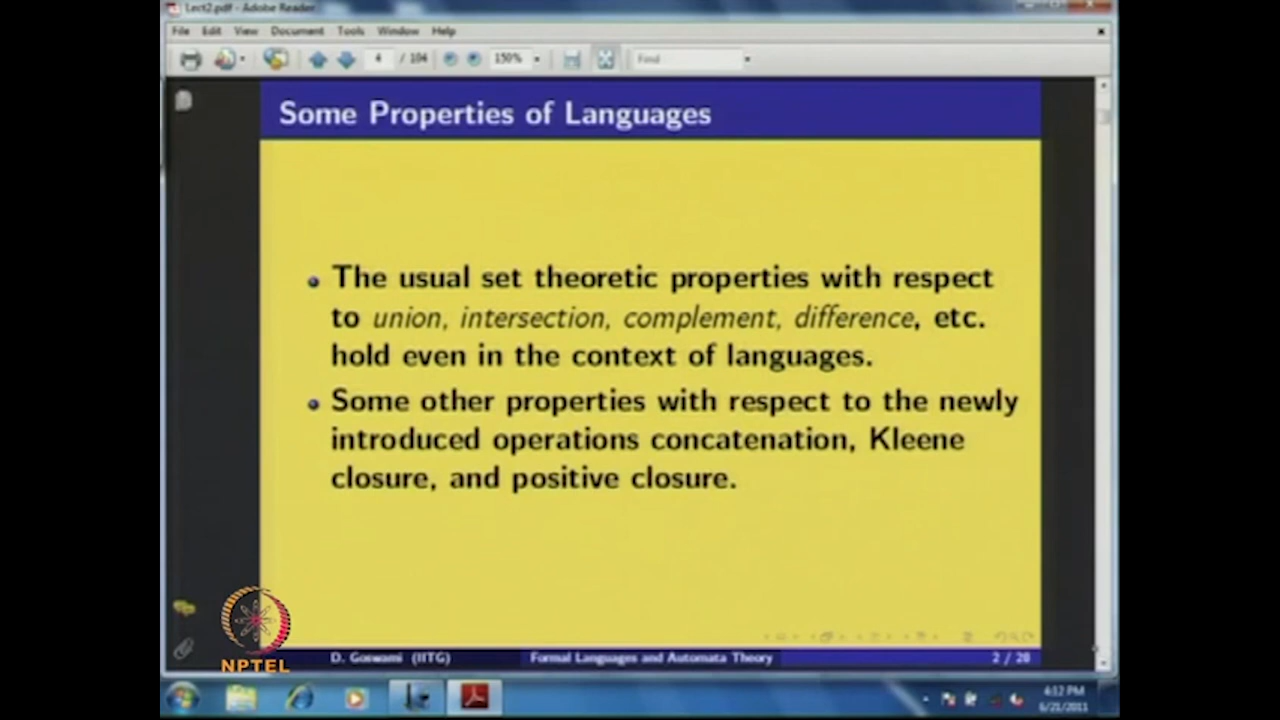 Lect2.pdf - Adobe Reader
File Edit View Document Tools Window Help
4 / 104 150% Find
Some Properties of Languages
The usual set theoretic properties with respect
to union, intersection, complement, difference, etc.
hold even in the context of languages.
Some other properties with respect to the newly
introduced operations concatenation, Kleene
closure, and positive closure.
NPTEL
D. Goswami (IITG) Formal Languages and Automata Theory 2 / 20
4:12 PM
6/21/2011